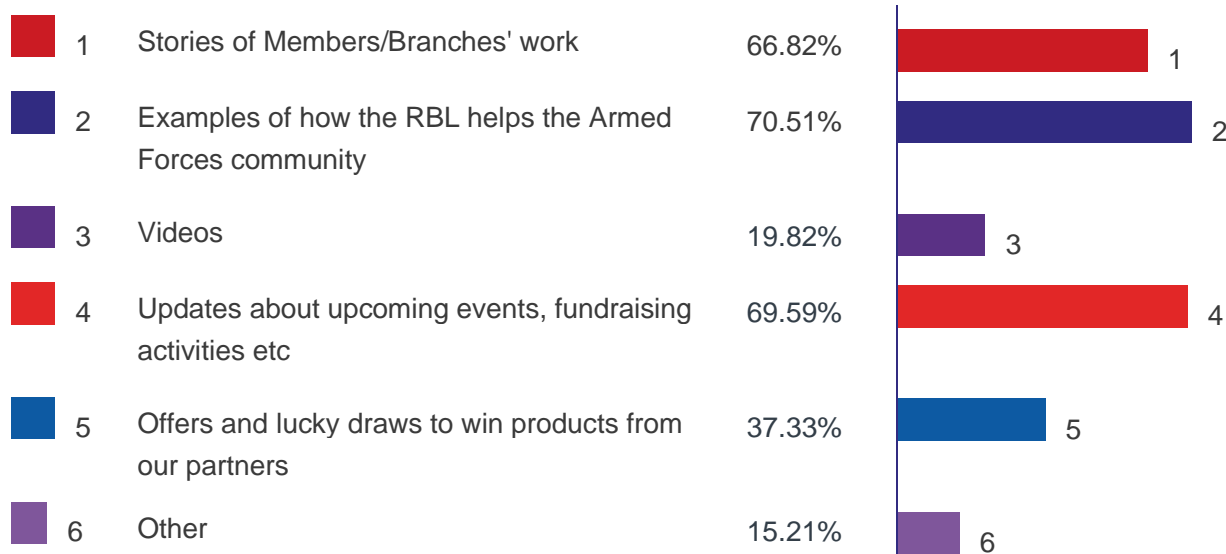 1 Stories of Members/Branches' work 66.82% 1
2 Examples of how the RBL helps the Armed 70.51% 2
Forces community
3 Videos 19.82% 3
4 Updates about upcoming events, fundraising 69.59% 4
activities etc
5 Offers and lucky draws to win products from 37.33% 5
our partners
6 Other 15.21% 6